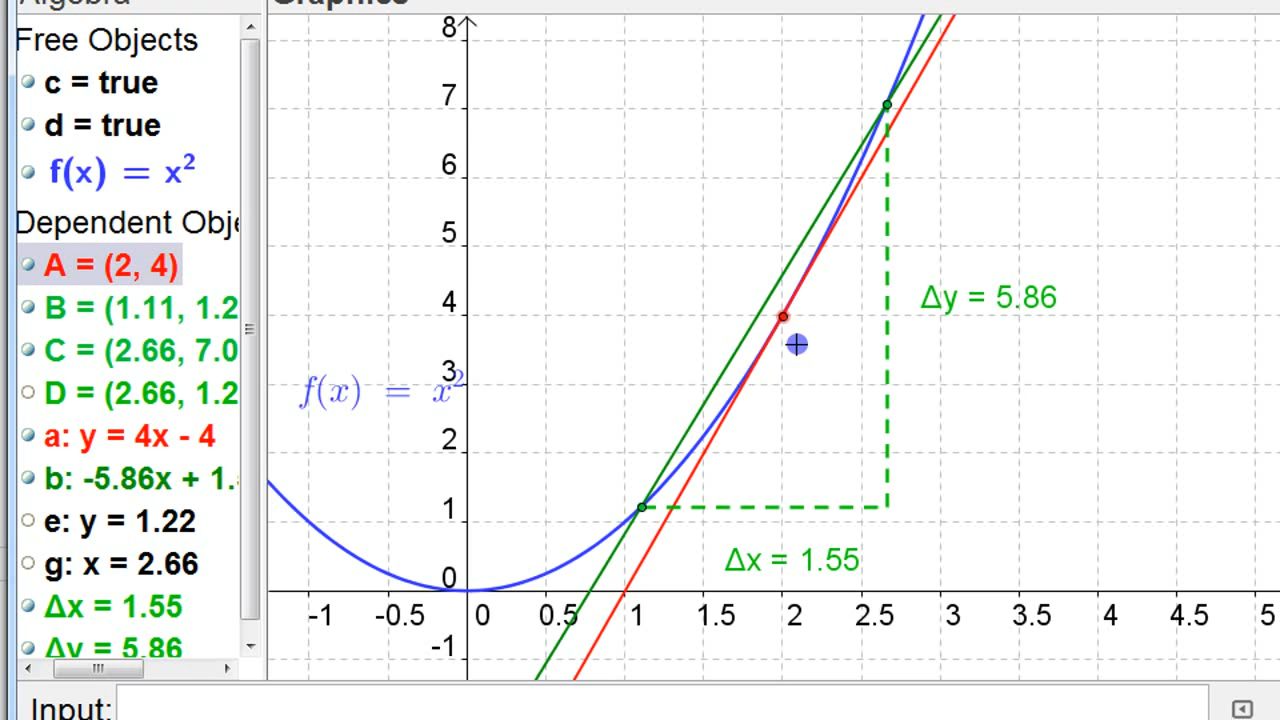 Algebra
Graphics
Free Objects
c = true
d = true
f(x) = x²
Dependent Obje
A = (2, 4)
B = (1.11, 1.2
C = (2.66, 7.0
D = (2.66, 1.2
a: y = 4x - 4
b: -5.86x + 1.
e: y = 1.22
g: x = 2.66
Δx = 1.55
Δy = 5.86
8
7
6
5
4
3
2
1
0
-1
f(x) = x²
Δy = 5.86
Δx = 1.55
-1 -0.5 0 0.5 1 1.5 2 2.5 3 3.5 4 4.5 5
Input: